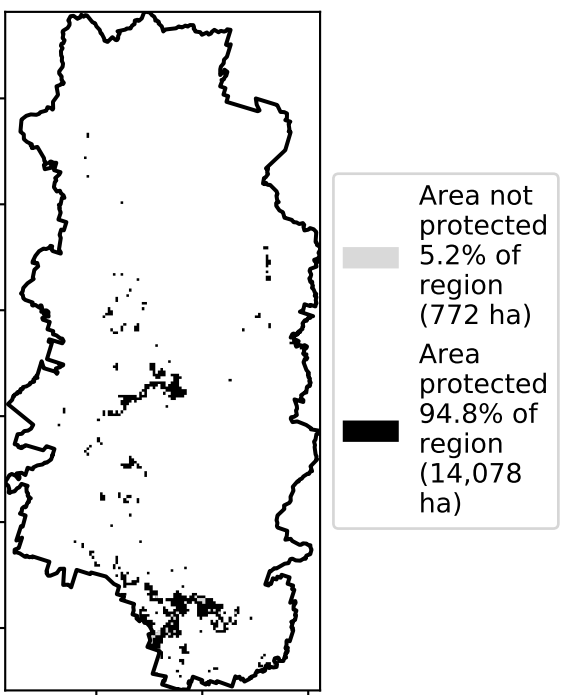 Area not
protected
5.2% of
region
(772 ha)
Area
protected
94.8% of
region
(14,078
ha)